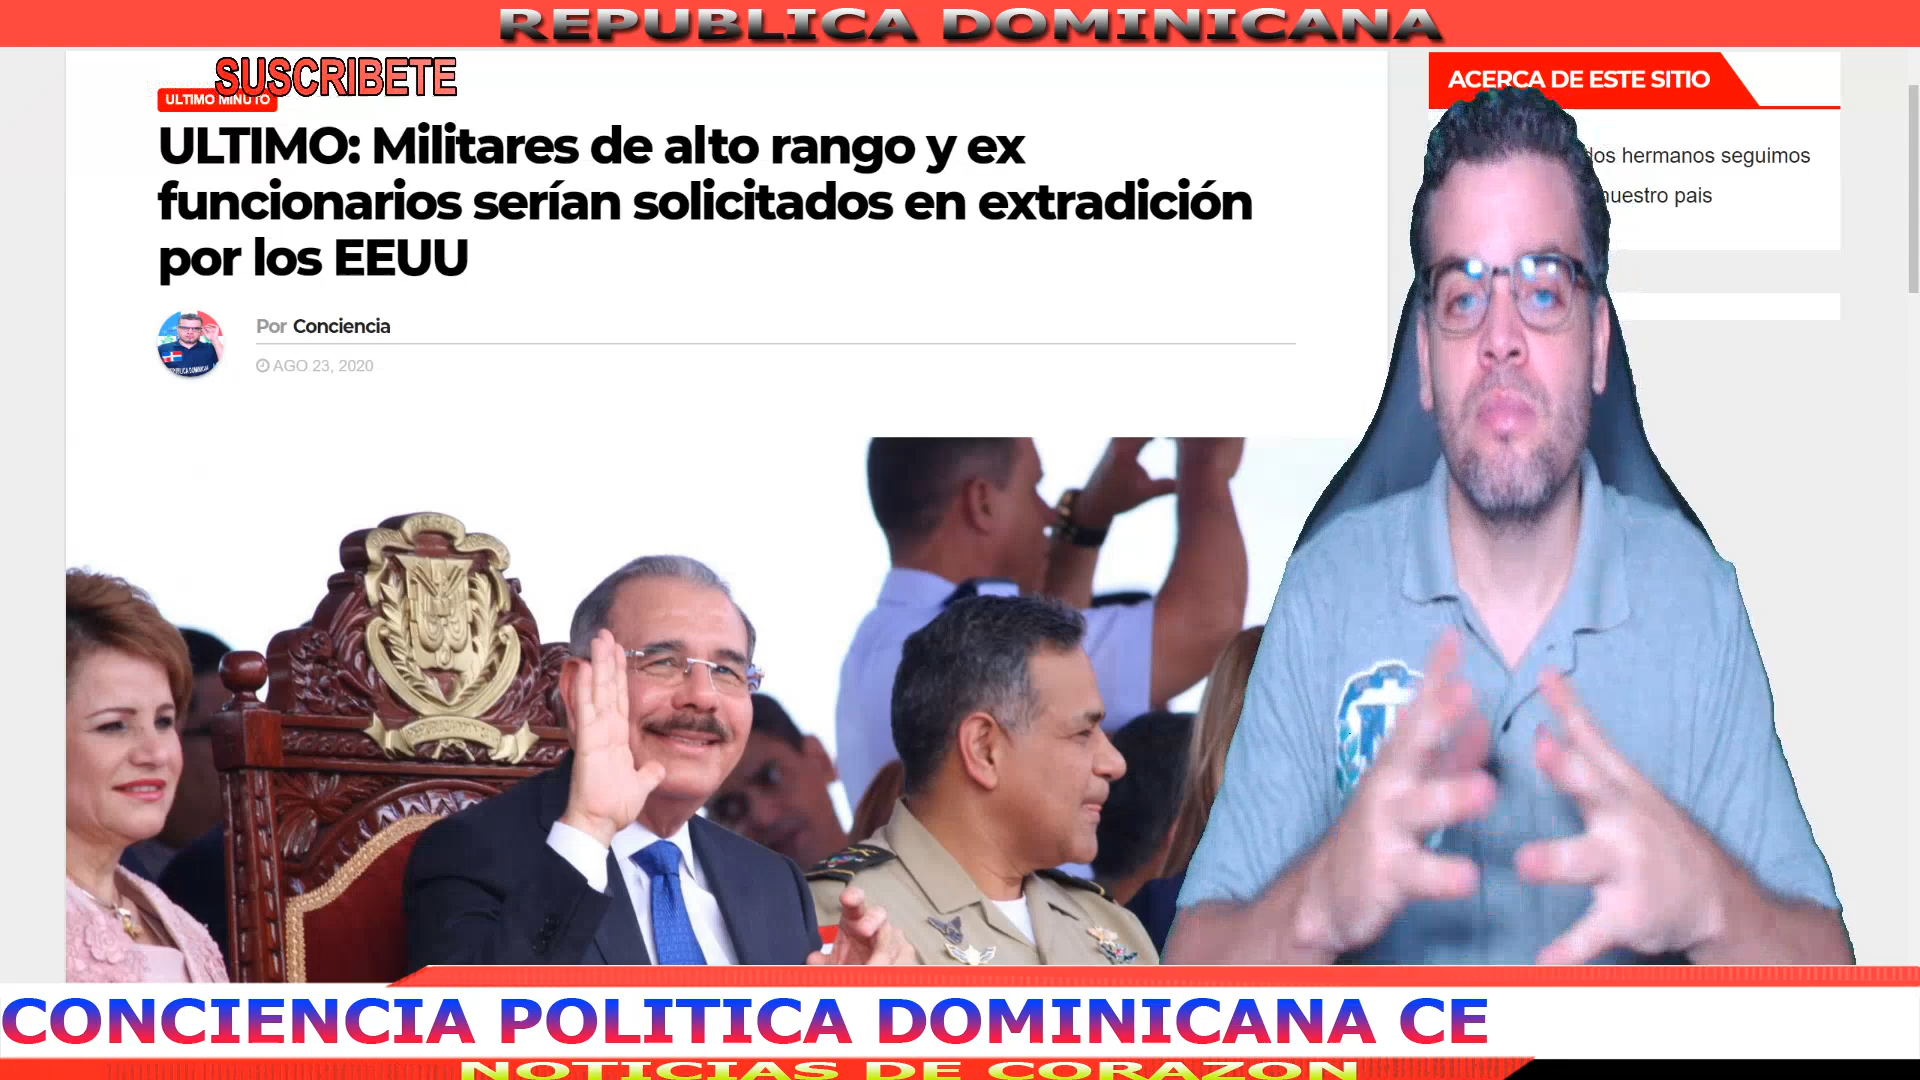 REPUBLICA DOMINICANA
SUSCRIBETE
ULTIMO MINUTO
ULTIMO: Militares de alto rango y ex
funcionarios serían solicitados en extradición
por los EEUU
Por Conciencia
AGO 23, 2020
ACERCA DE ESTE SITIO
dos hermanos seguimos
nuestro pais
CONCIENCIA POLITICA DOMINICANA CE
NOTICIAS DE CORAZON